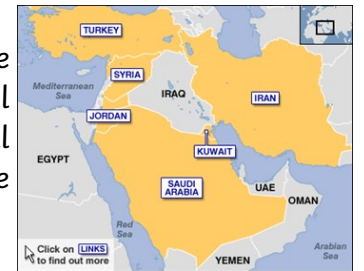 e
l
l
e
TURKEY
SYRIA
Mediterranean
Sea
IRAQ
IRAN
JORDAN
KUWAIT
EGYPT
SAUDI
ARABIA
UAE
OMAN
Red
Sea
Click on LINKS
to find out more
YEMEN
Arabian
Sea